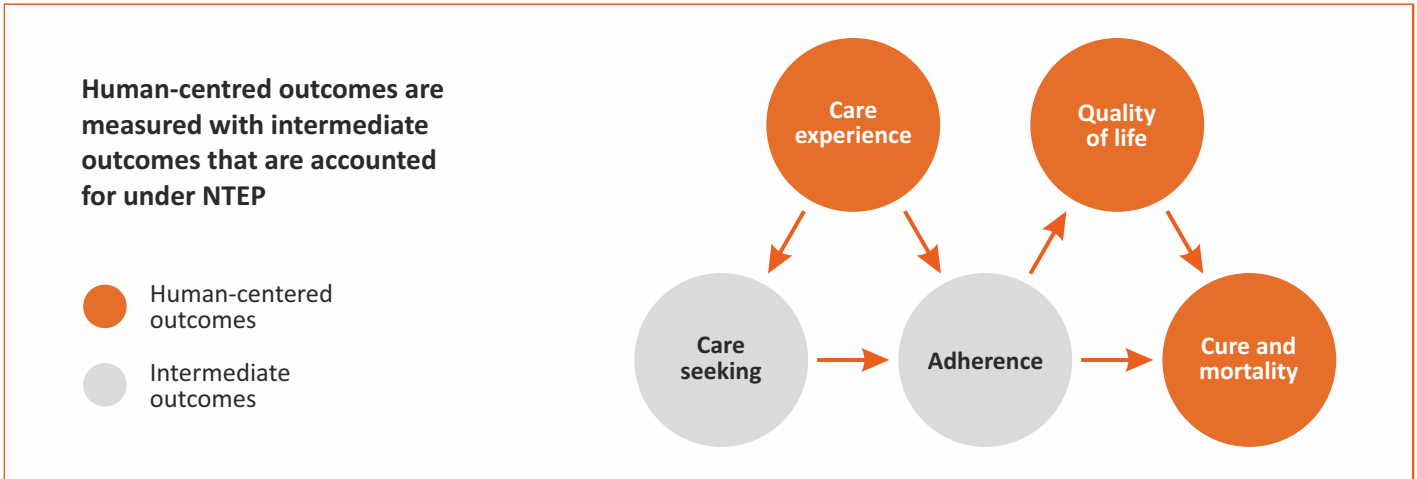 Human-centred outcomes are
measured with intermediate
outcomes that are accounted
for under NTEP
Human-centered
outcomes
Intermediate
outcomes
Care
experience
Quality
of life
Care
seeking
Adherence
Cure and
mortality